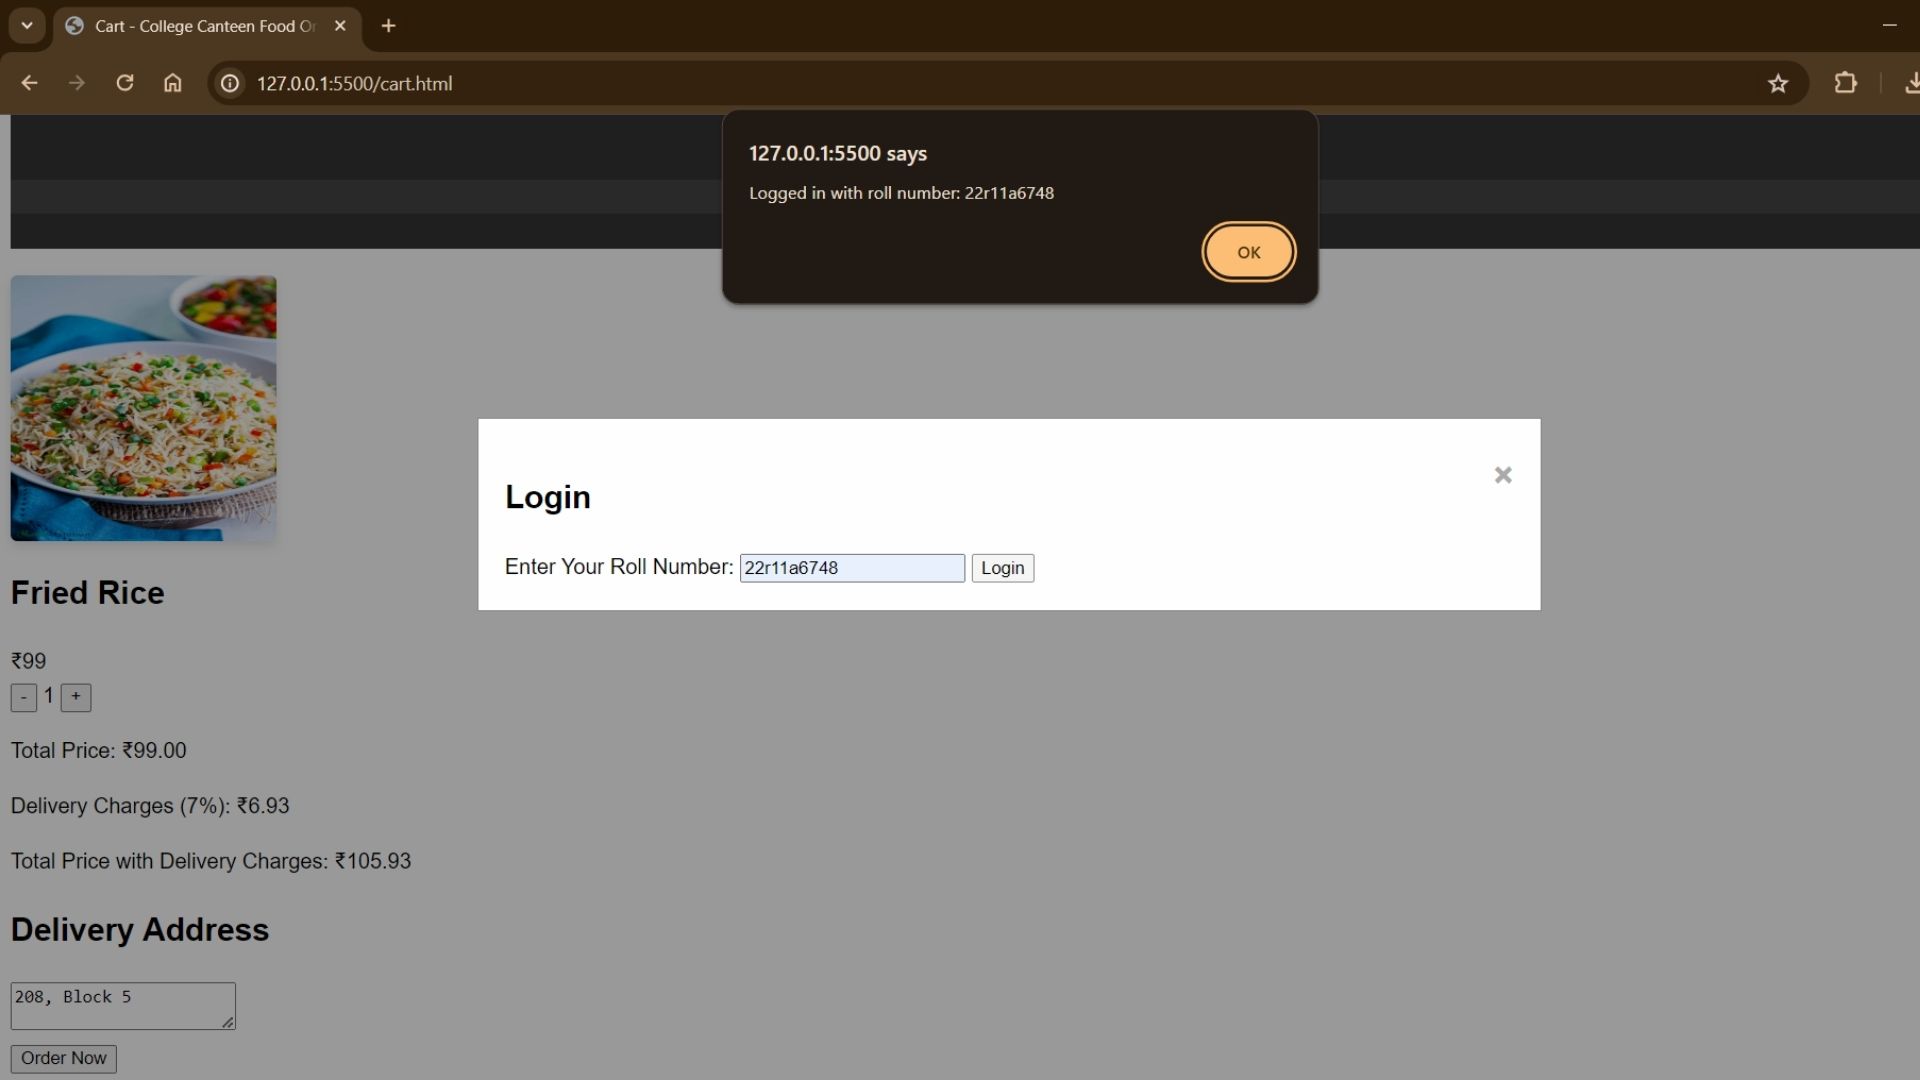 Cart - College Canteen Food Or
127.0.0.1:5500/cart.html
127.0.0.1:5500 says
Logged in with roll number: 22r11a6748
OK
Login
Enter Your Roll Number: 22r11a6748 Login
Fried Rice
₹99
- 1 +
Total Price: ₹99.00
Delivery Charges (7%): ₹6.93
Total Price with Delivery Charges: ₹105.93
Delivery Address
208, Block 5
Order Now